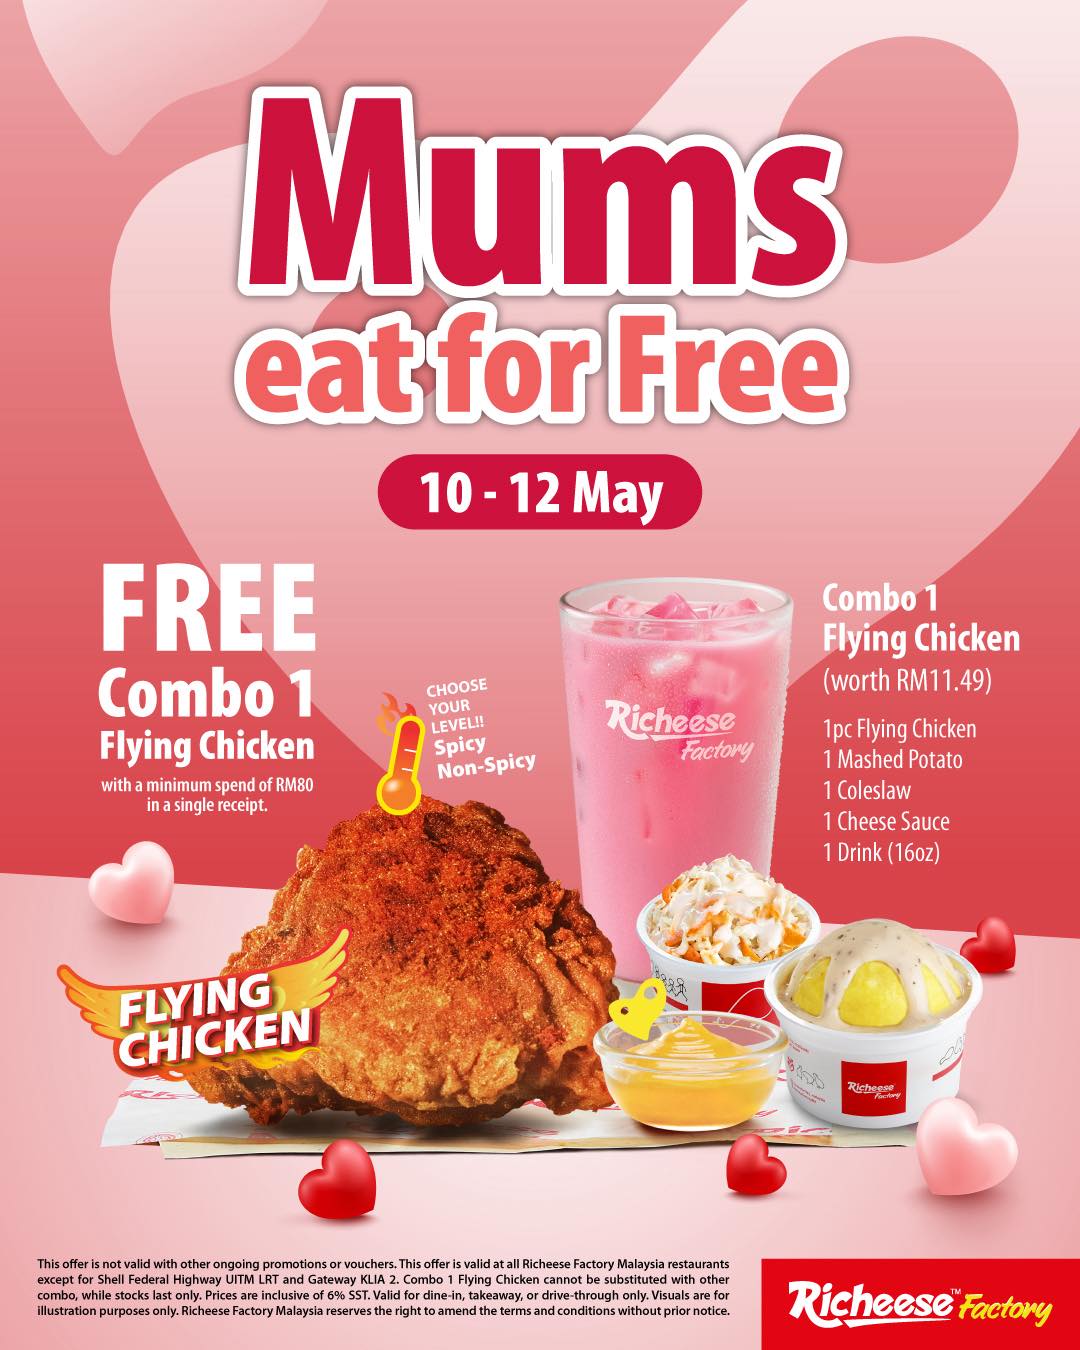 Mums
eat for Free
10 - 12 May
FREE
Combo 1
Flying Chicken
with a minimum spend of RM80
in a single receipt.
CHOOSE
YOUR
LEVEL!!
Spicy
Non-Spicy
Richeese
Factory
Combo 1
Flying Chicken
(worth RM11.49)
1pc Flying Chicken
1 Mashed Potato
1 Coleslaw
1 Cheese Sauce
1 Drink (16oz)
FLYING
CHICKEN
Richeese
Factory
This offer is not valid with other ongoing promotions or vouchers. This offer is valid at all Richeese Factory Malaysia restaurants
except for Shell Federal Highway UITM LRT and Gateway KLIA 2. Combo 1 Flying Chicken cannot be substituted with other
combo, while stocks last only. Prices are inclusive of 6% SST. Valid for dine-in, takeaway, or drive-through only. Visuals are for
illustration purposes only. Richeese Factory Malaysia reserves the right to amend the terms and conditions without prior notice.
Richeese™ Factory